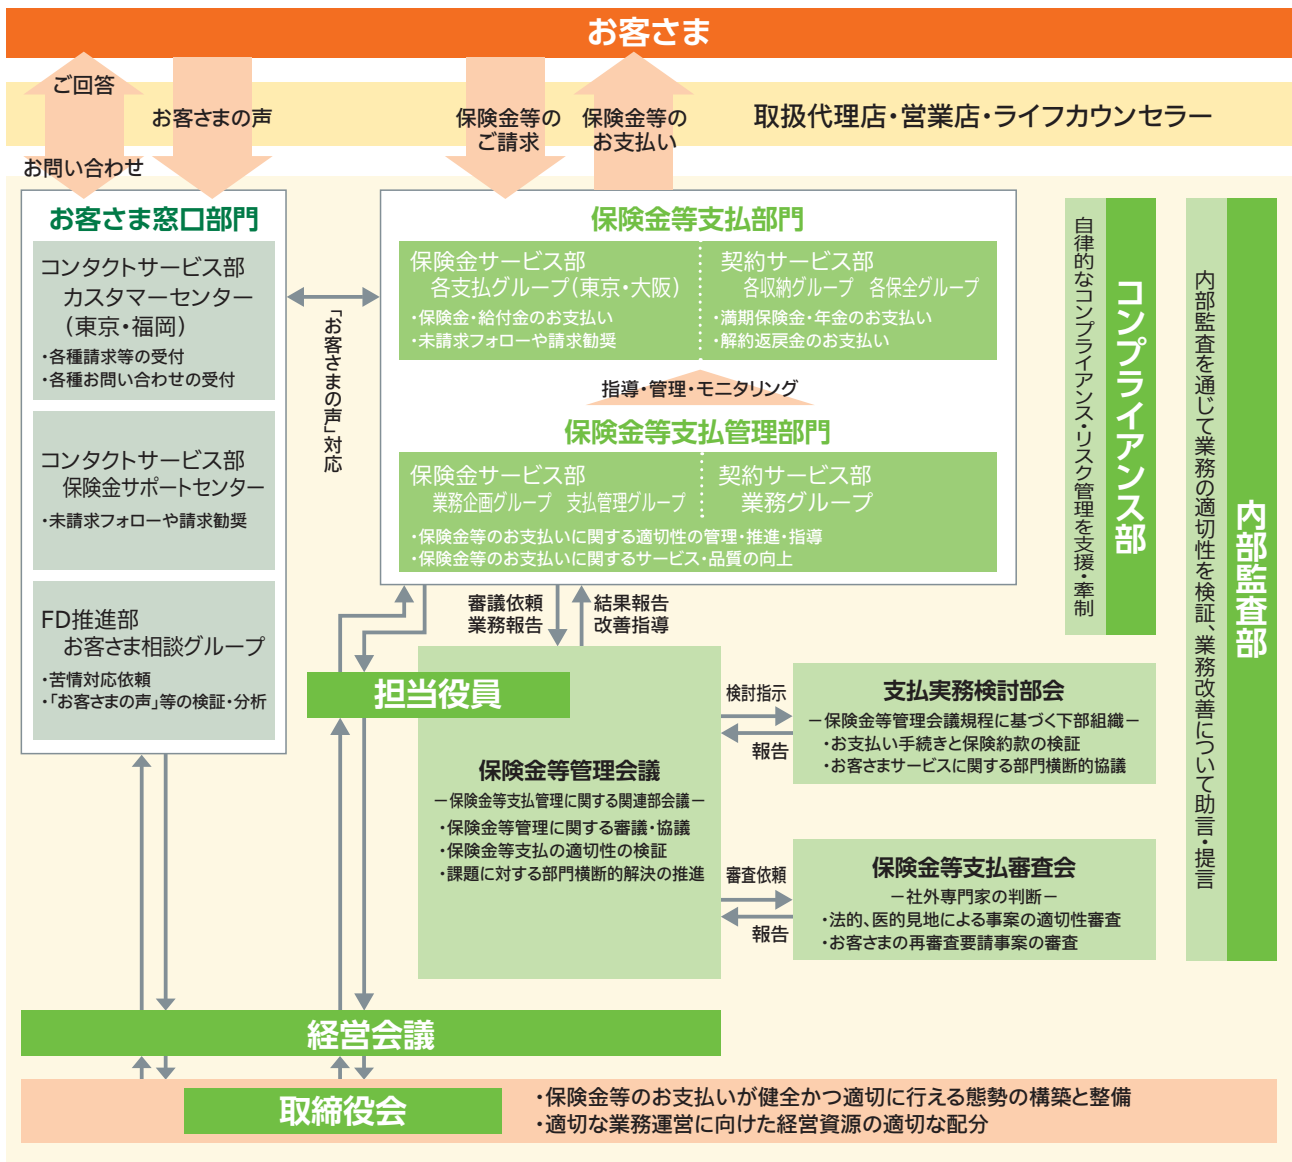 お客さま
ご回答
お問い合わせ
お客さまの声
保険金等の
ご請求
保険金等の
お支払い
取扱代理店・営業店・ライフカウンセラー
お客さま窓口部門
コンタクトサービス部
カスタマーセンター
（東京・福岡）
・各種請求等の受付
・各種お問い合わせの受付
コンタクトサービス部
保険金サポートセンター
・未請求フォローや請求勧奨
FD推進部
お客さま相談グループ
・苦情対応依頼
・「お客さまの声」等の検証・分析
「お客さまの声」対応
保険金等支払部門
保険金サービス部
各支払グループ（東京・大阪）
・保険金・給付金のお支払い
・未請求フォローや請求勧奨
契約サービス部
各収納グループ 各保全グループ
・満期保険金・年金のお支払い
・解約返戻金のお支払い
指導・管理・モニタリング
保険金等支払管理部門
保険金サービス部
業務企画グループ 支払管理グループ
契約サービス部
業務グループ
・保険金等のお支払いに関する適切性の管理・推進・指導
・保険金等のお支払いに関するサービス・品質の向上
自律的なコンプライアンス・リスク管理を支援・牽制
コンプライアンス部
内部監査を通じて業務の適切性を検証、業務改善について助言・提言
内部監査部
審議依頼
業務報告
結果報告
改善指導
担当役員
保険金等管理会議
－保険金等支払管理に関する関連部会議－
・保険金等管理に関する審議・協議
・保険金等支払の適切性の検証
・課題に対する部門横断的解決の推進
検討指示
報告
支払実務検討部会
－保険金等管理会議規程に基づく下部組織－
・お支払い手続きと保険約款の検証
・お客さまサービスに関する部門横断的協議
審査依頼
報告
保険金等支払審査会
－社外専門家の判断－
・法的、医的見地による事案の適切性審査
・お客さまの再審査要請事案の審査
経営会議
取締役会
・保険金等のお支払いが健全かつ適切に行える態勢の構築と整備
・適切な業務運営に向けた経営資源の適切な配分